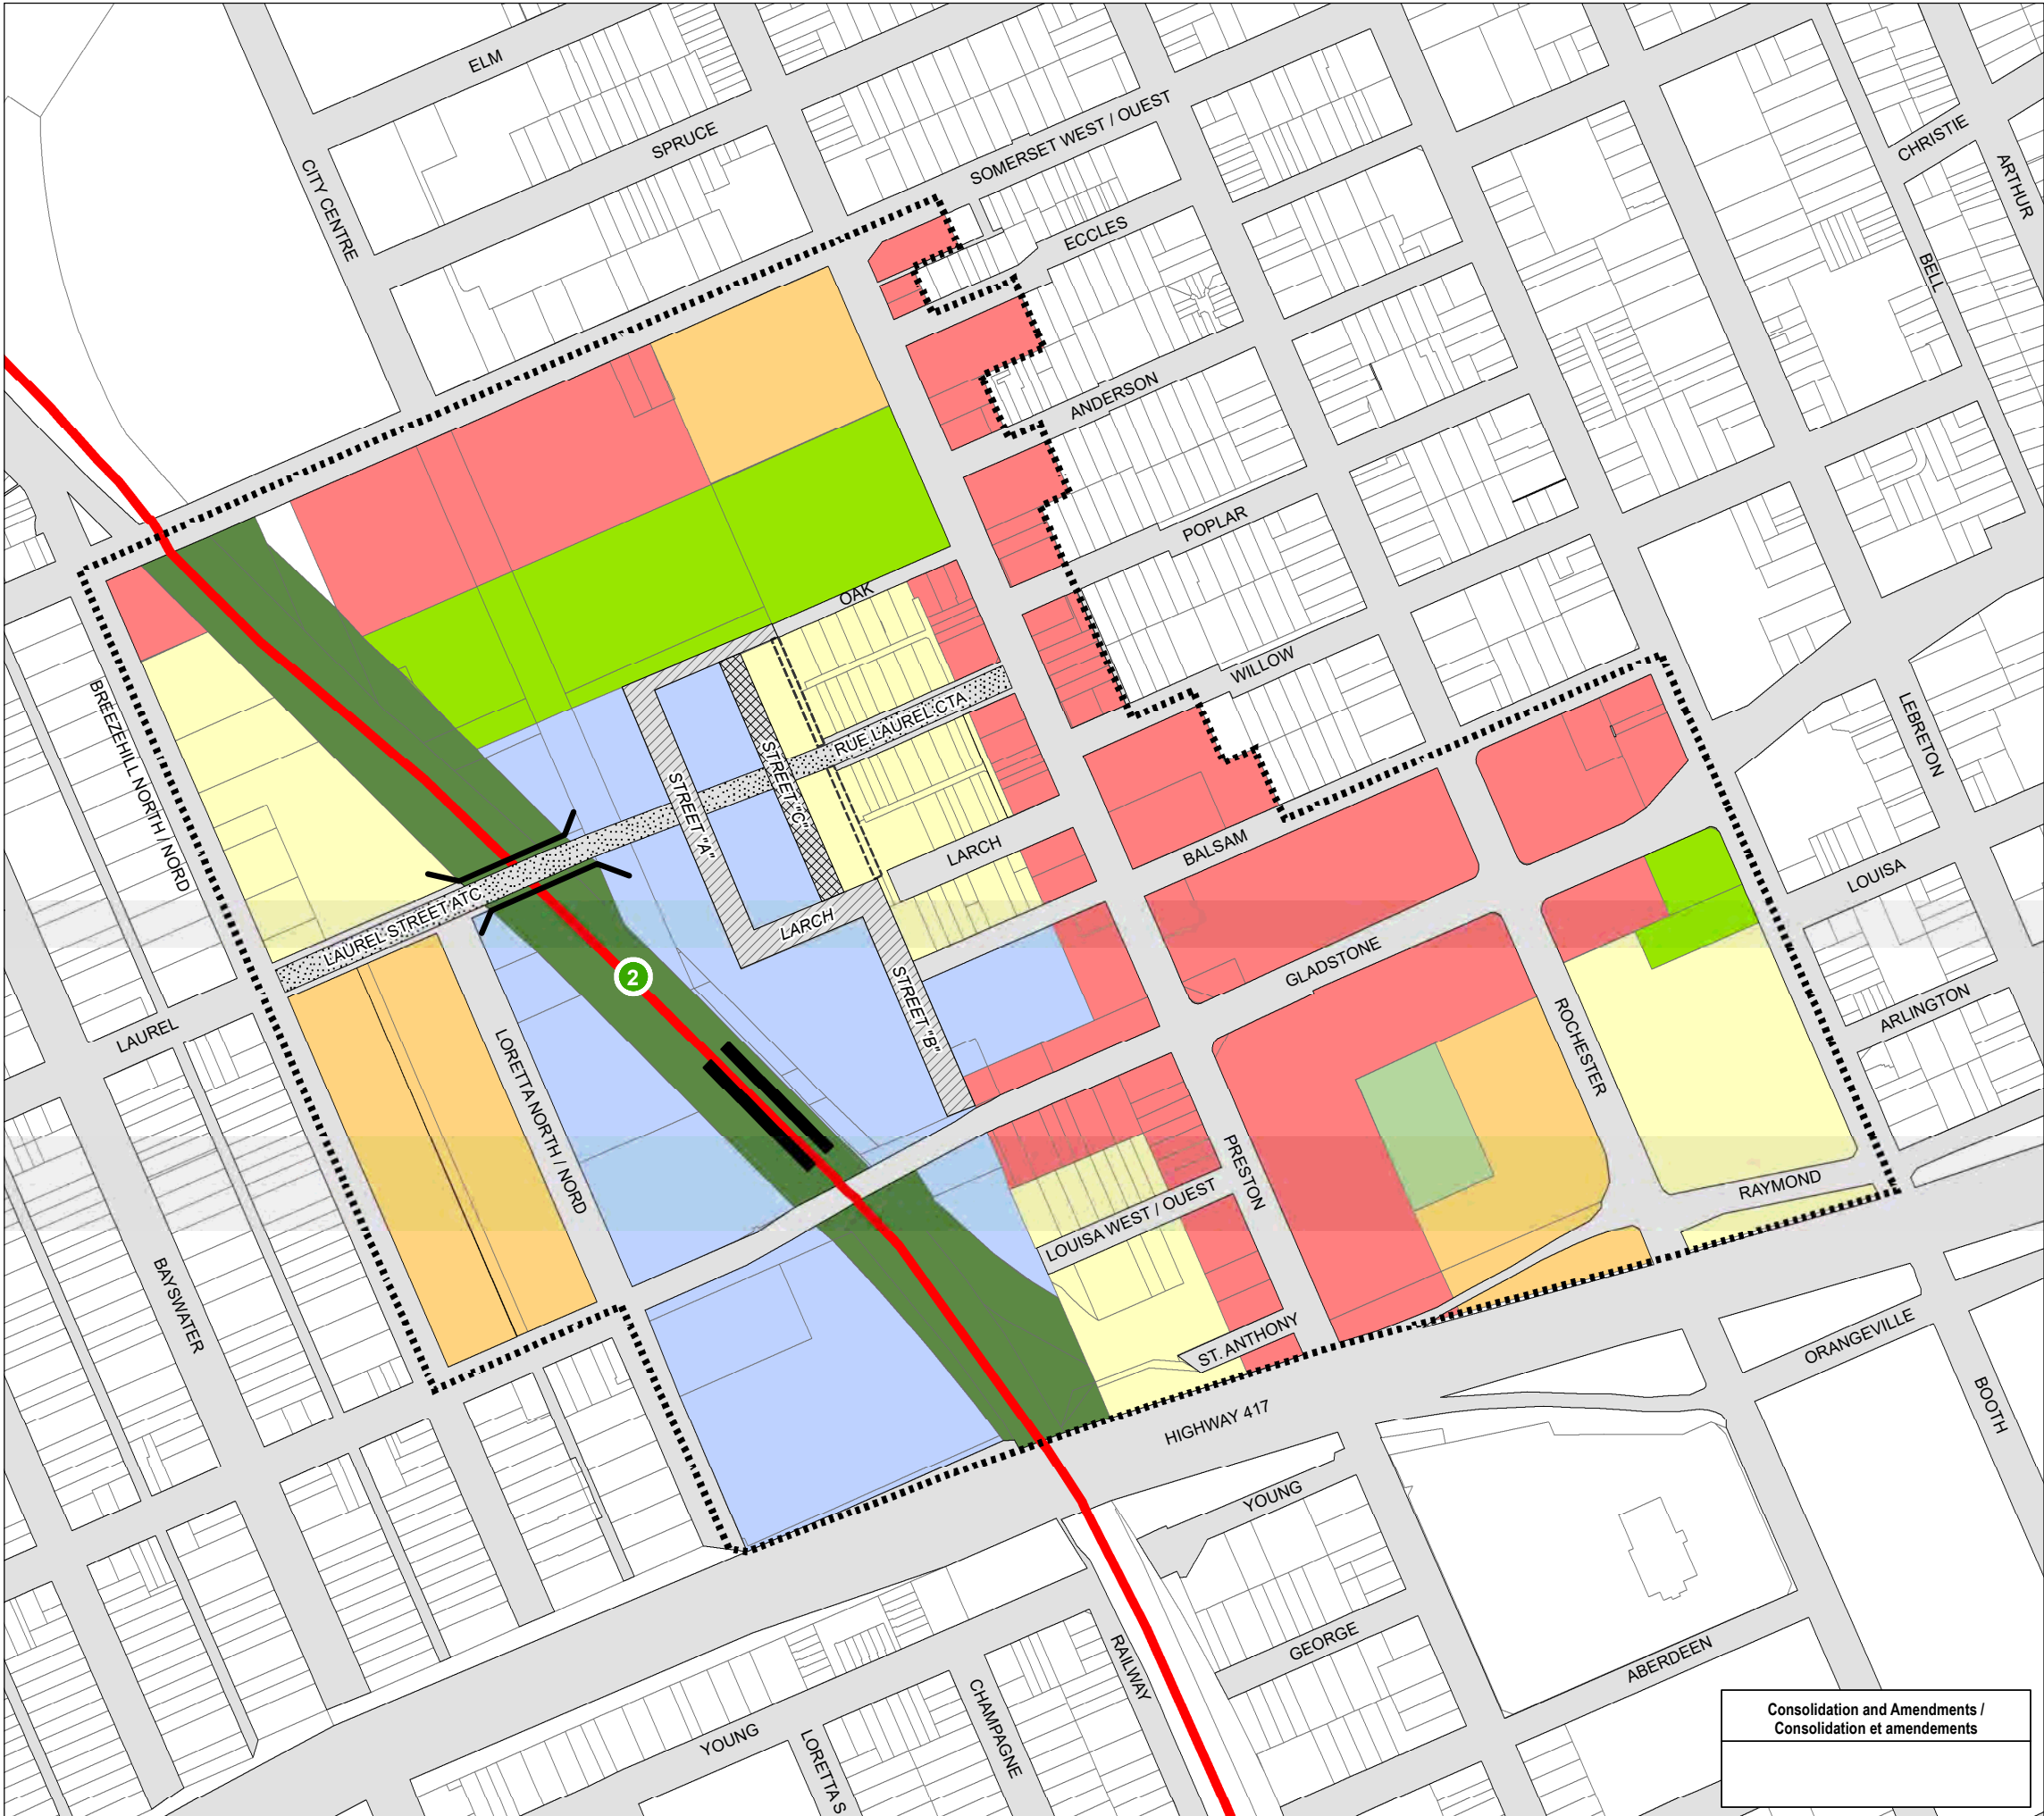 ELM
SPRUCE
CITY CENTRE
SOMERSET WEST / OUEST
ECCLES
CHRISTIE
ARTHUR
BELL
ANDERSON
POPLAR
OAK
WILLOW
BREEZEHILL NORTH / NORD
RUE LAUREL CTA
STREET "A"
STREET "C"
LEBRETON
LARCH
BALSAM
LOUISA
LAUREL STREET ATC
LARCH
GLADSTONE
2
STREET "B"
ROCHESTER
ARLINGTON
LAUREL
LORETTA NORTH / NORD
PRESTON
RAYMOND
LOUISA WEST / OUEST
BAYSWATER
ST. ANTHONY
ORANGEVILLE
HIGHWAY 417
BOOTH
YOUNG
GEORGE
ABERDEEN
RAILWAY
CHAMPAGNE
YOUNG
LORETTA S
Consolidation and Amendments /
Consolidation et amendements